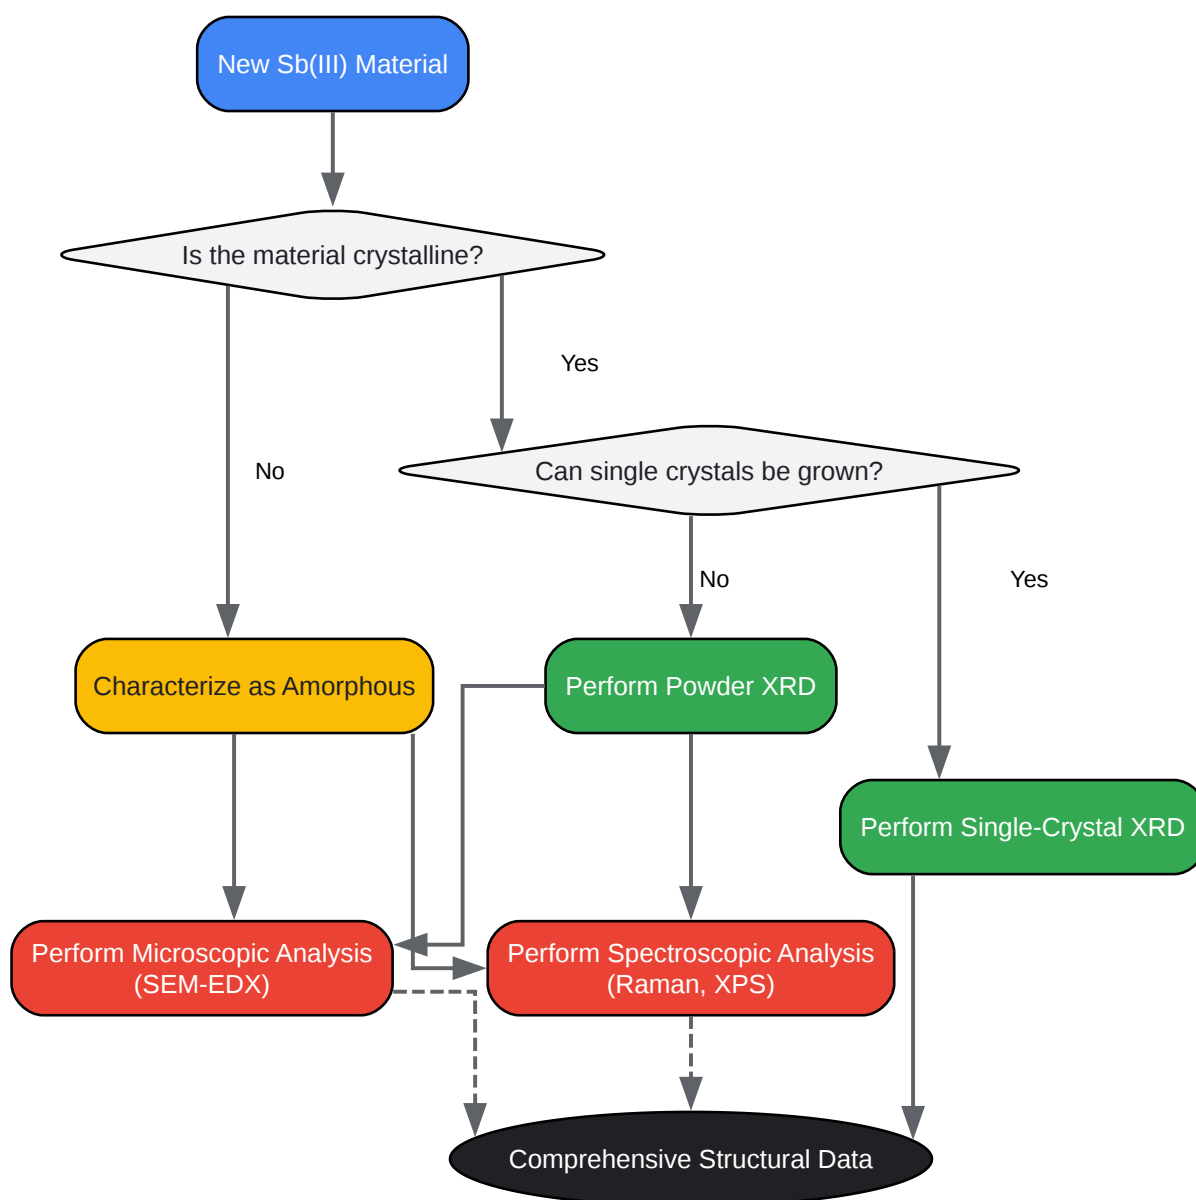 New Sb(III) Material
Is the material crystalline?
Yes
No
Can single crystals be grown?
No
Yes
Characterize as Amorphous
Perform Powder XRD
Perform Single-Crystal XRD
Perform Microscopic Analysis
(SEM-EDX)
Perform Spectroscopic Analysis
(Raman, XPS)
Comprehensive Structural Data